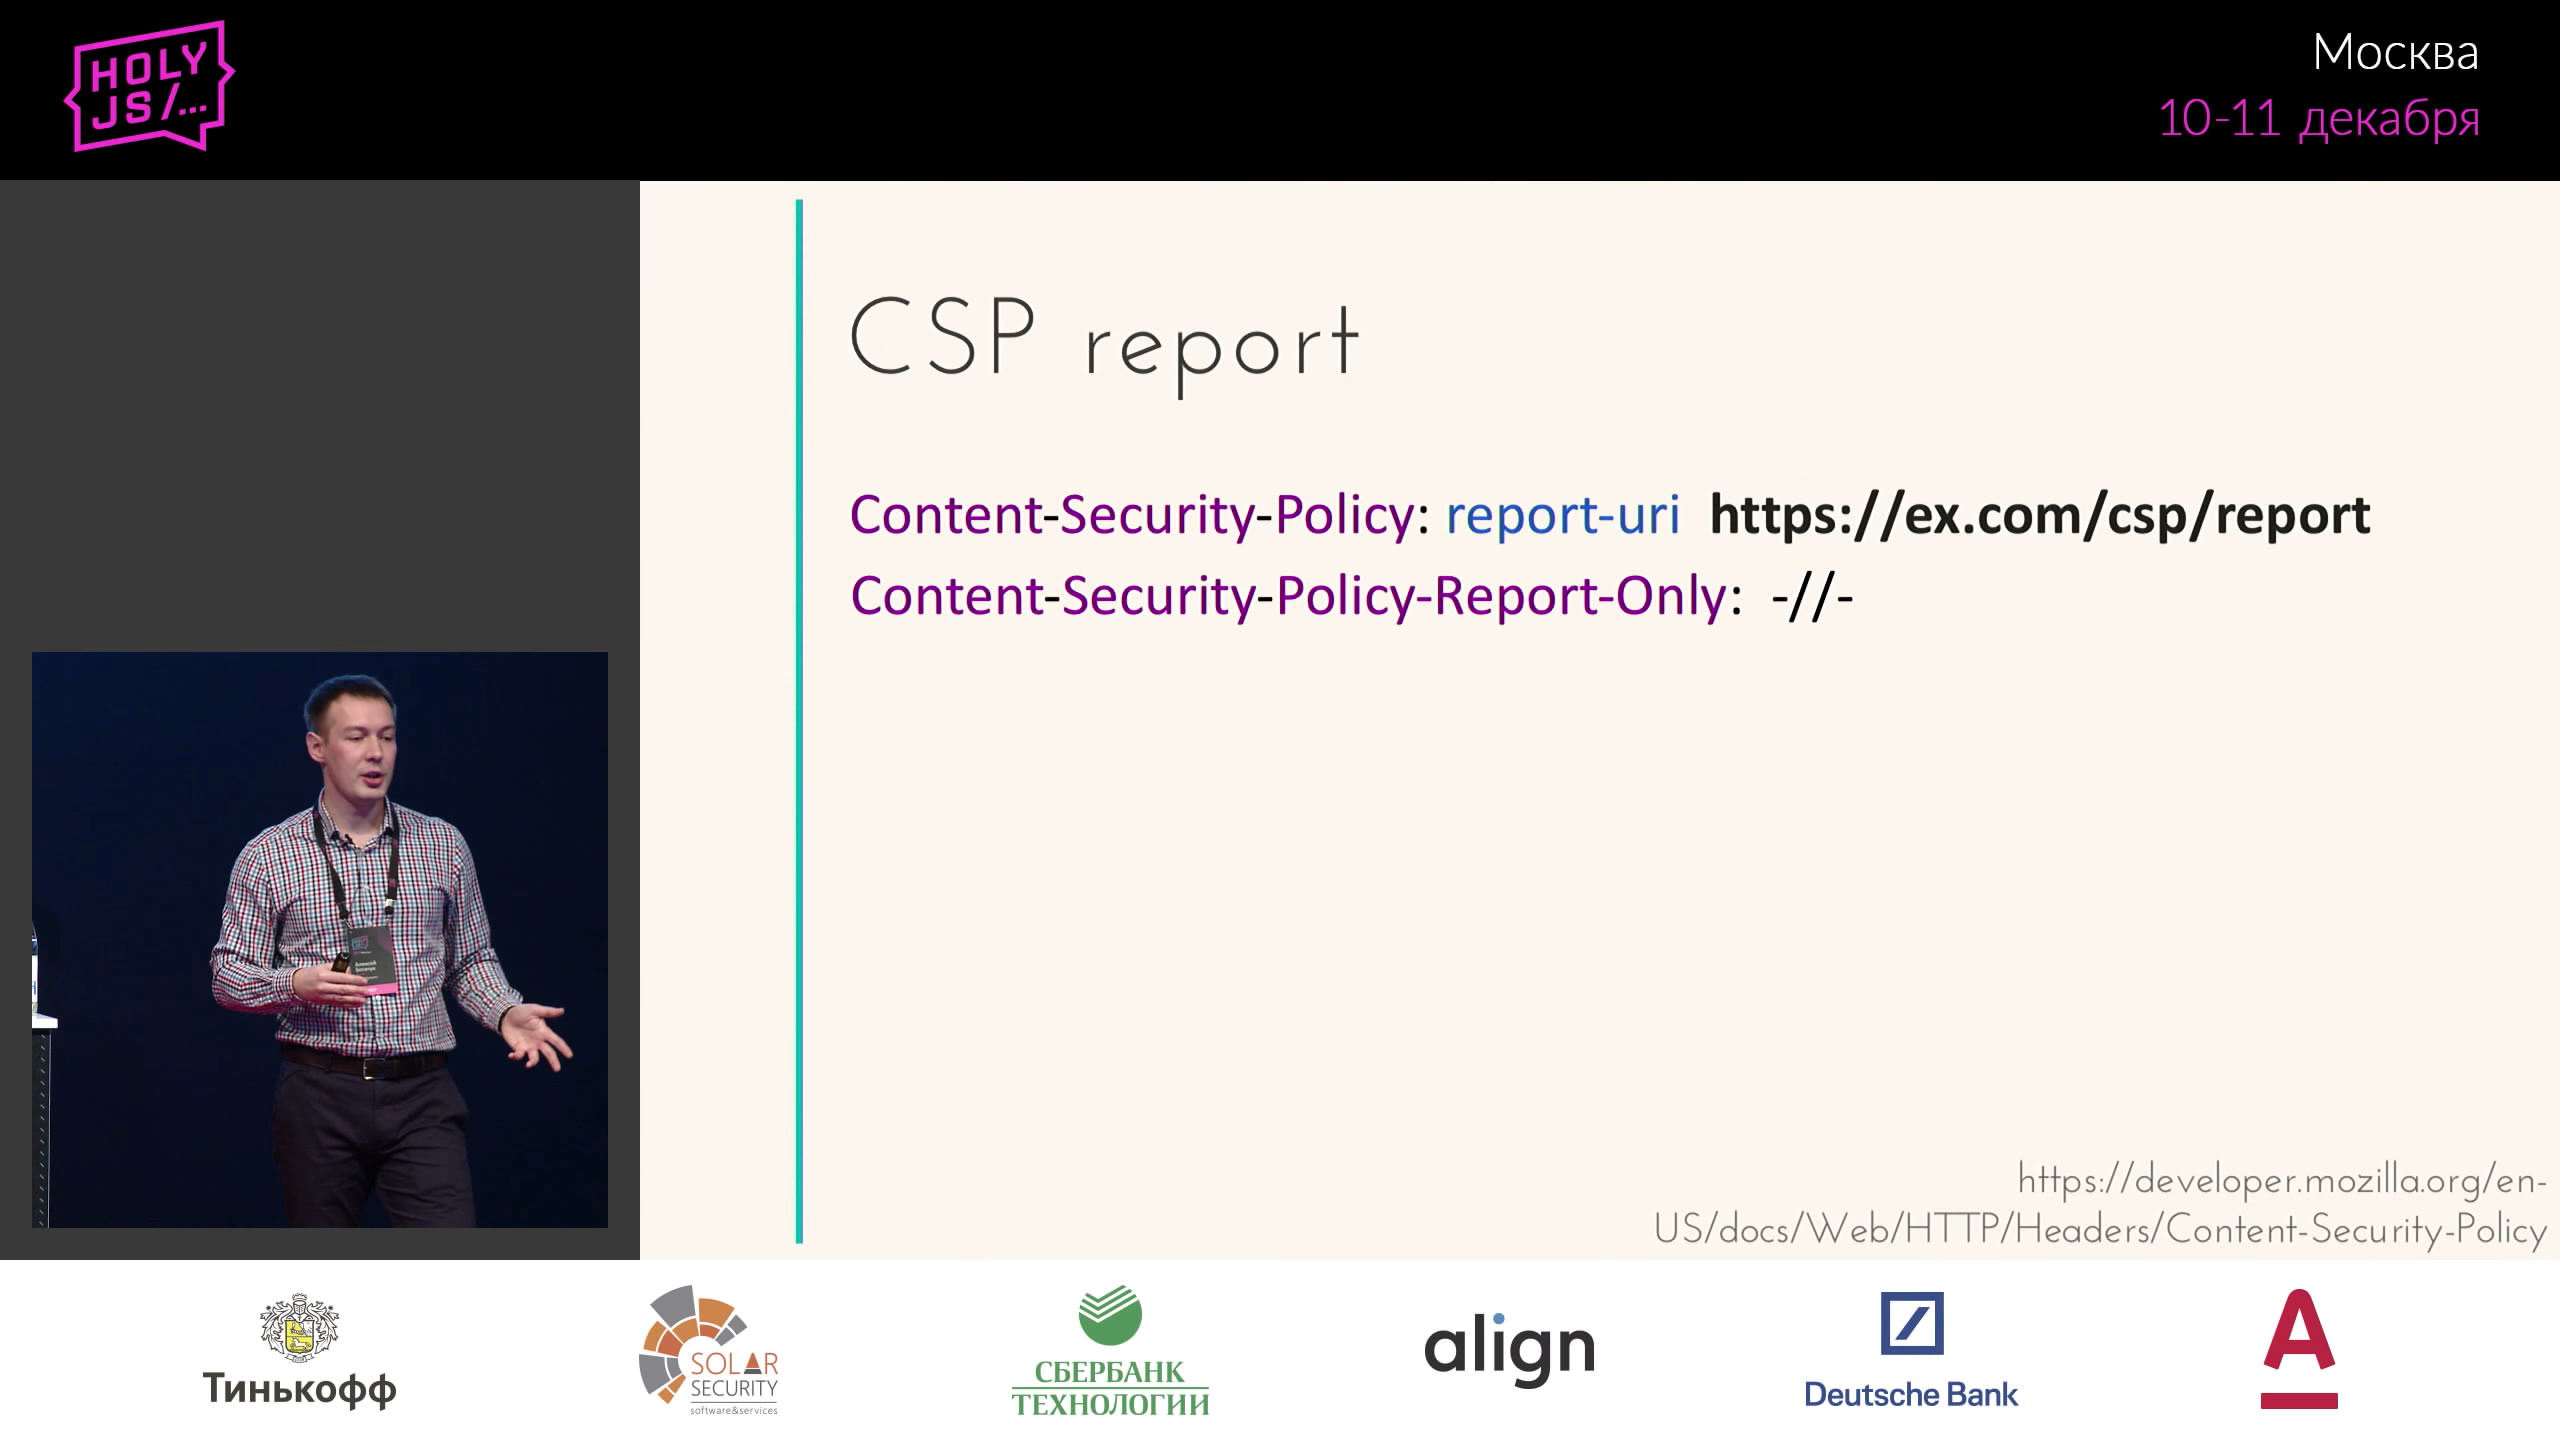 HOLY
JS/...
Москва
10-11 декабря
CSP report
Content-Security-Policy: report-uri https://ex.com/csp/report
Content-Security-Policy-Report-Only: -//-
https://developer.mozilla.org/en-
US/docs/Web/HTTP/Headers/Content-Security-Policy
Тинькофф
SOLAR
SECURITY
software&services
СБЕРБАНК
ТЕХНОЛОГИИ
align
Deutsche Bank
А